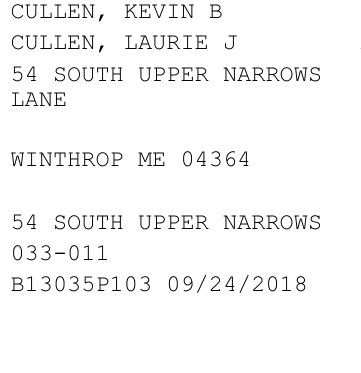 CULLEN, KEVIN B
CULLEN, LAURIE J
54 SOUTH UPPER NARROWS
LANE
WINTHROP ME 04364
54 SOUTH UPPER NARROWS
033-011
B13035P103 09/24/2018